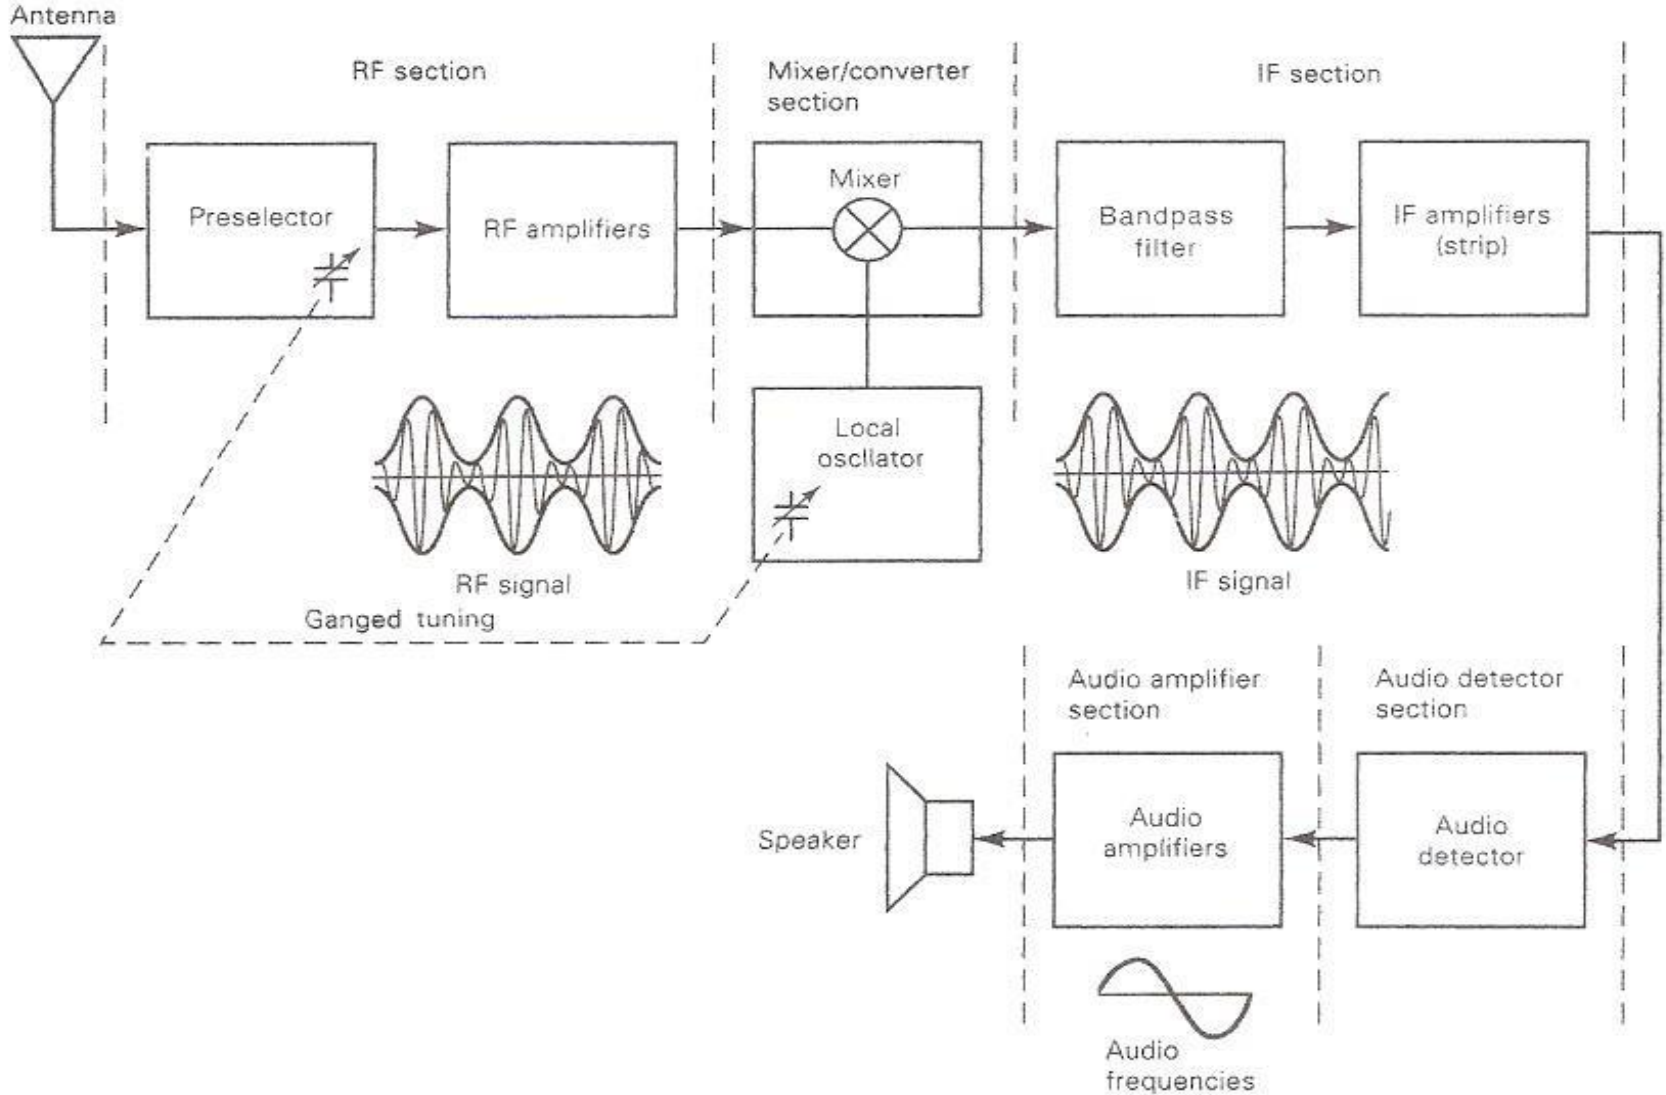 Antenna
RF section
Mixer/converter
section
IF section
Preselector
RF amplifiers
Mixer
Bandpass
filter
IF amplifiers
(strip)
Local
oscllator
RF signal
IF signal
Ganged tuning
Audio amplifier
section
Audio detector
section
Speaker
Audio
amplifiers
Audio
detector
Audio
frequencies